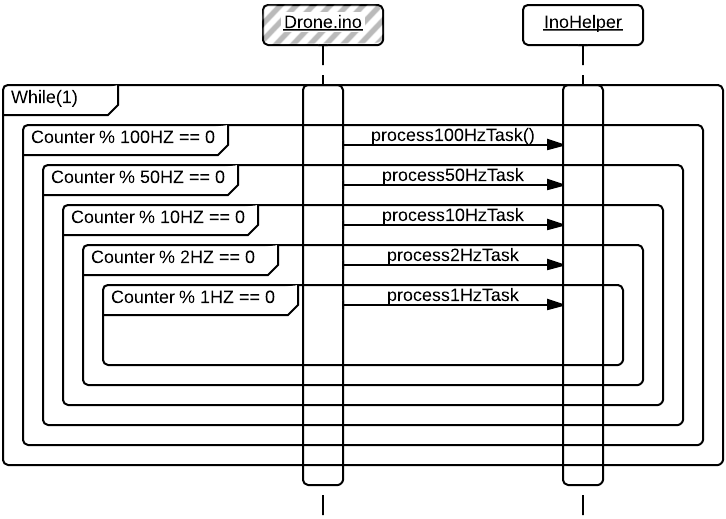 Drone.ino
InoHelper
While(1)
Counter % 100HZ == 0
process100HzTask()
Counter % 50HZ == 0
process50HzTask
Counter % 10HZ == 0
process10HzTask
Counter % 2HZ == 0
process2HzTask
Counter % 1HZ == 0
process1HzTask